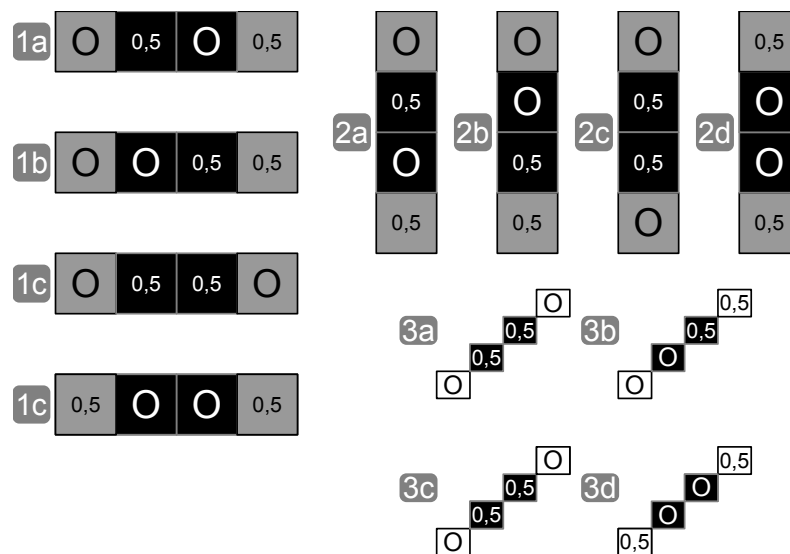 1a O 0,5 O 0,5
1b O O 0,5 0,5
1c O 0,5 0,5 O
1c 0,5 O O 0,5
2a O 0,5 O 0,5
2b O O 0,5 0,5
2c O 0,5 0,5 O
2d 0,5 O O 0,5
3a O 0,5 0,5 O
3b 0,5 0,5 O O
3c O 0,5 0,5 O
3d 0,5 O O 0,5